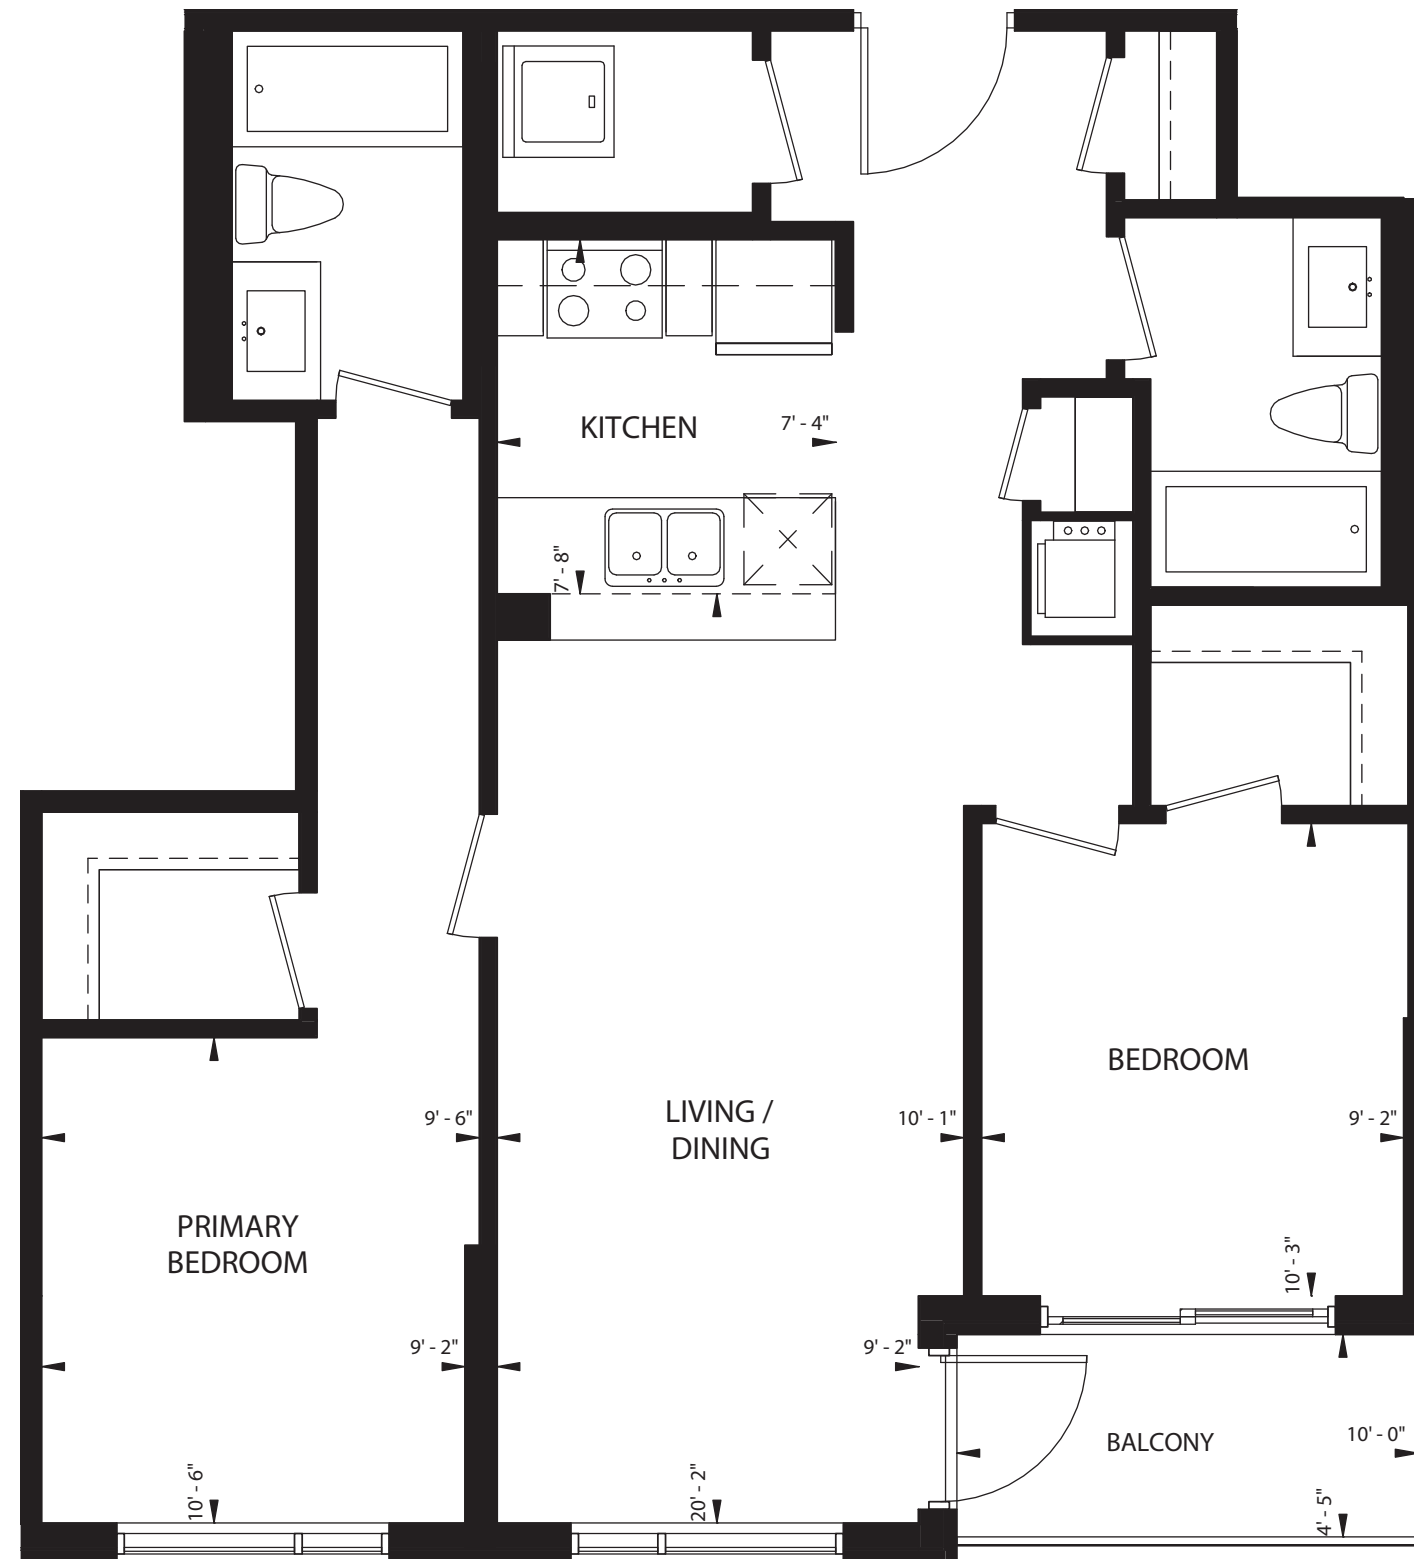 KITCHEN
7' - 4"
7' - 8"
BEDROOM
9' - 6"
LIVING /
DINING
10' - 1"
9' - 2"
PRIMARY
BEDROOM
10' - 3"
9' - 2"
9' - 2"
BALCONY
10' - 0"
10' - 6"
20' - 2"
4' - 5"